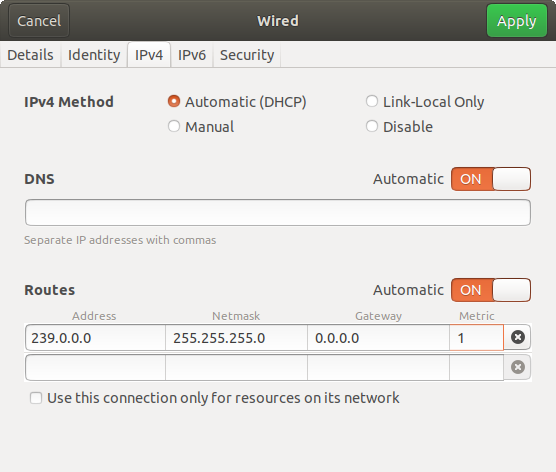 Cancel Wired Apply
Details Identity IPv4 IPv6 Security
IPv4 Method Automatic (DHCP) Link-Local Only
Manual Disable
DNS Automatic ON
Separate IP addresses with commas
Routes Automatic ON
Address Netmask Gateway Metric
239.0.0.0 255.255.255.0 0.0.0.0 1
Use this connection only for resources on its network